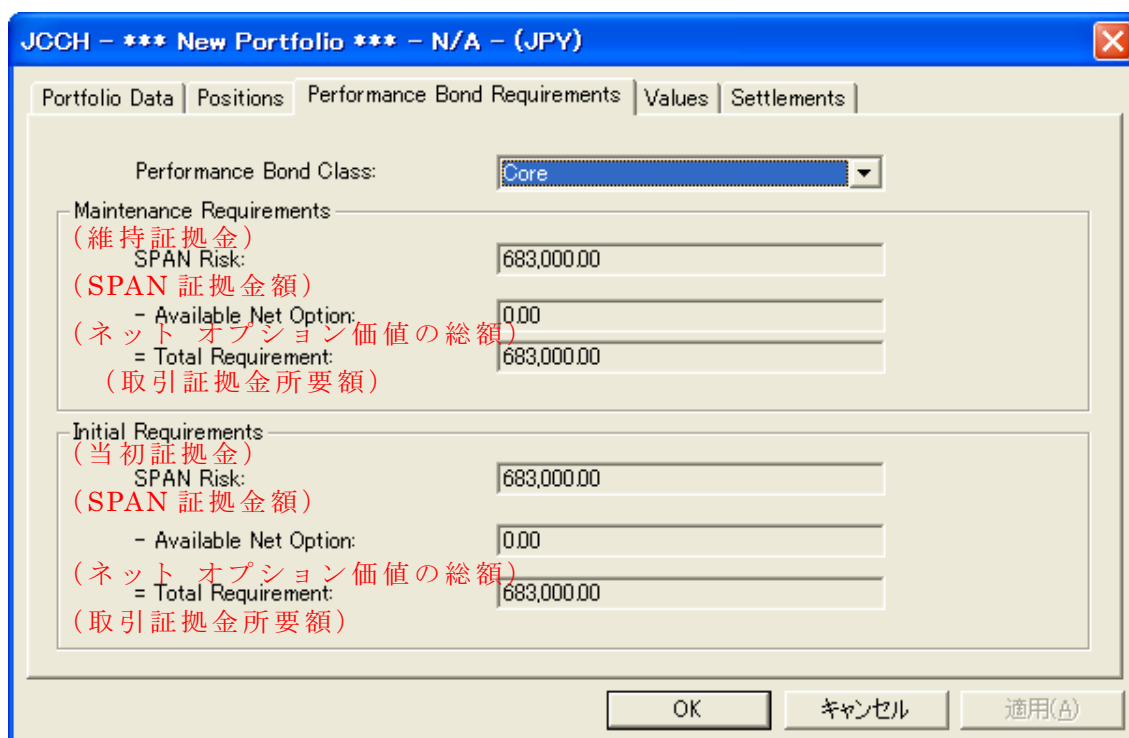 JCCH - *** New Portfolio *** - N/A - (JPY)
Portfolio Data Positions Performance Bond Requirements Values Settlements
Performance Bond Class: Core
Maintenance Requirements
(維持証拠金)
SPAN Risk: 683,000.00
(SPAN 証拠金額)
- Available Net Option: 0.00
(ネット オプション価値の総額)
= Total Requirement: 683,000.00
(取引証拠金所要額)
Initial Requirements
(当初証拠金)
SPAN Risk: 683,000.00
(SPAN 証拠金額)
- Available Net Option: 0.00
(ネット オプション価値の総額)
= Total Requirement: 683,000.00
(取引証拠金所要額)
OK キャンセル 適用(A)